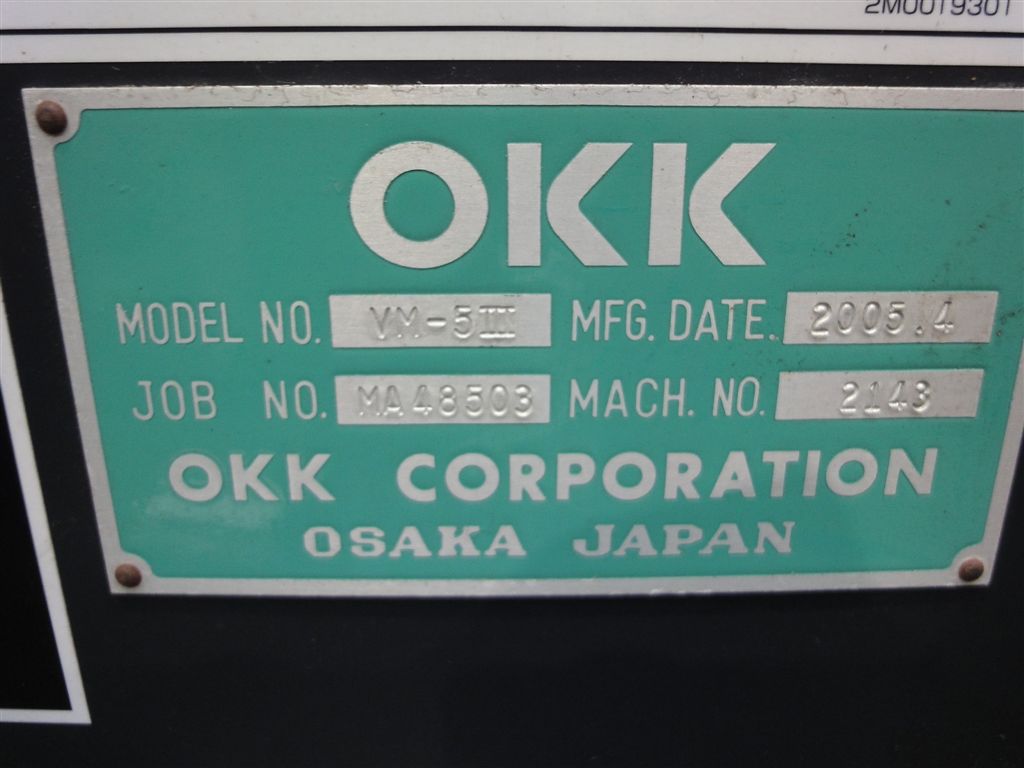 2M0019301
OKK
MODEL NO. VM-5III MFG. DATE. 2005.4
JOB NO. MA48503 MACH. NO. 2143
OKK CORPORATION
OSAKA JAPAN